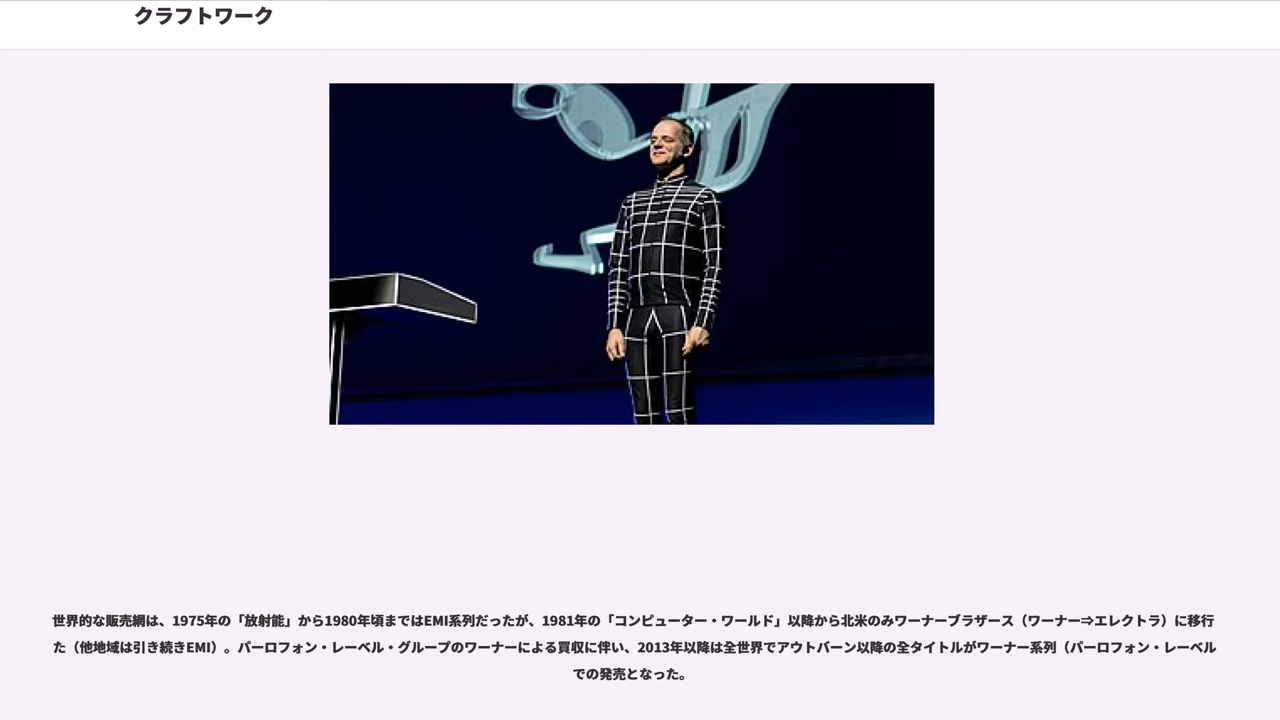 クラフトワーク
世界的な販売網は、1975年の「放射能」から1980年頃まではEMI系列だったが、1981年の「コンピューター・ワールド」以降から北米のみワーナーブラザース（ワーナー⇒エレクトラ）に移行
た（他地域は引き続きEMI）。パーロフォン・レーベル・グループのワーナーによる買収に伴い、2013年以降は全世界でアウトバーン以降の全タイトルがワーナー系列（パーロフォン・レーベル
での発売となった。